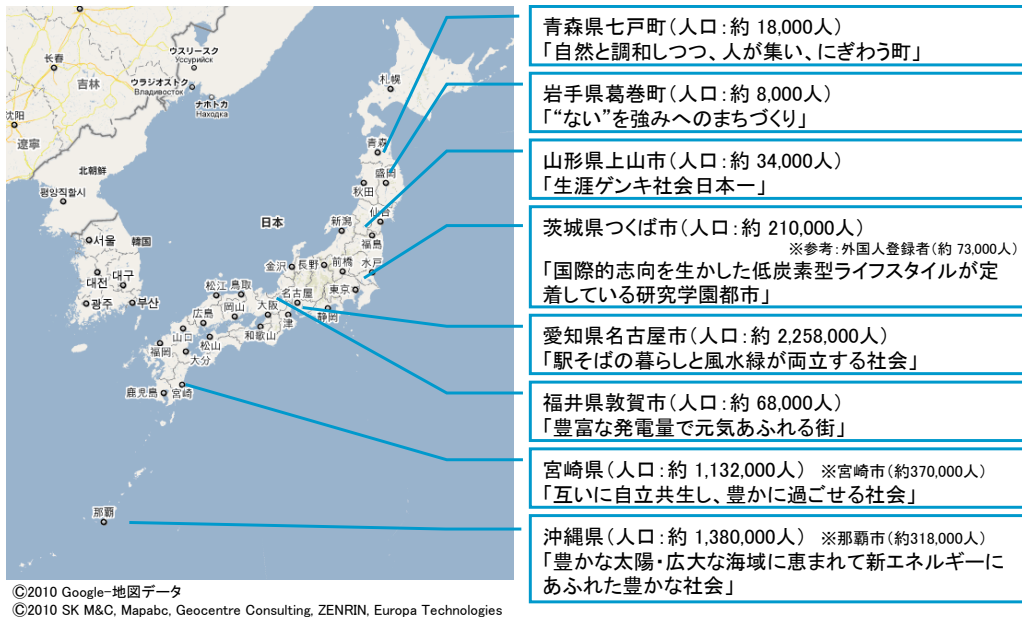 長春
ウスリースク
Уссурийск
吉林
ウラジオストク
Владивосток
ナホトカ
Находка
沈阳
辽宁
北朝鮮
평양직할시
서울
韓国
대전
대구
광주
부산
日本
札幌
青森
盛岡
秋田
仙台
新潟
福島
金沢
長野
前橋
水戸
松江
鳥取
名古屋
東京
広島
岡山
大阪
津
静岡
山口
松山
和歌山
福岡
大分
鹿児島
宮崎
那覇
青森県七戸町(人口:約 18,000人)
「自然と調和しつつ、人が集い、にぎわう町」
岩手県葛巻町(人口:約 8,000人)
「“ない”を強みへのまちづくり」
山形県上山市(人口:約 34,000人)
「生涯ゲンキ社会日本一」
茨城県つくば市(人口:約 210,000人)
※参考:外国人登録者(約 73,000人)
「国際的志向を生かした低炭素型ライフスタイルが定
着している研究学園都市」
愛知県名古屋市(人口:約 2,258,000人)
「駅そばの暮らしと風水緑が両立する社会」
福井県敦賀市(人口:約 68,000人)
「豊富な発電量で元気あふれる街」
宮崎県(人口:約 1,132,000人) ※宮崎市(約370,000人)
「互いに自立共生し、豊かに過ごせる社会」
沖縄県(人口:約 1,380,000人) ※那覇市(約318,000人)
「豊かな太陽・広大な海域に恵まれて新エネルギーに
あふれた豊かな社会」
©2010 Google-地図データ
©2010 SK M&C, Mapabc, Geocentre Consulting, ZENRIN, Europa Technologies